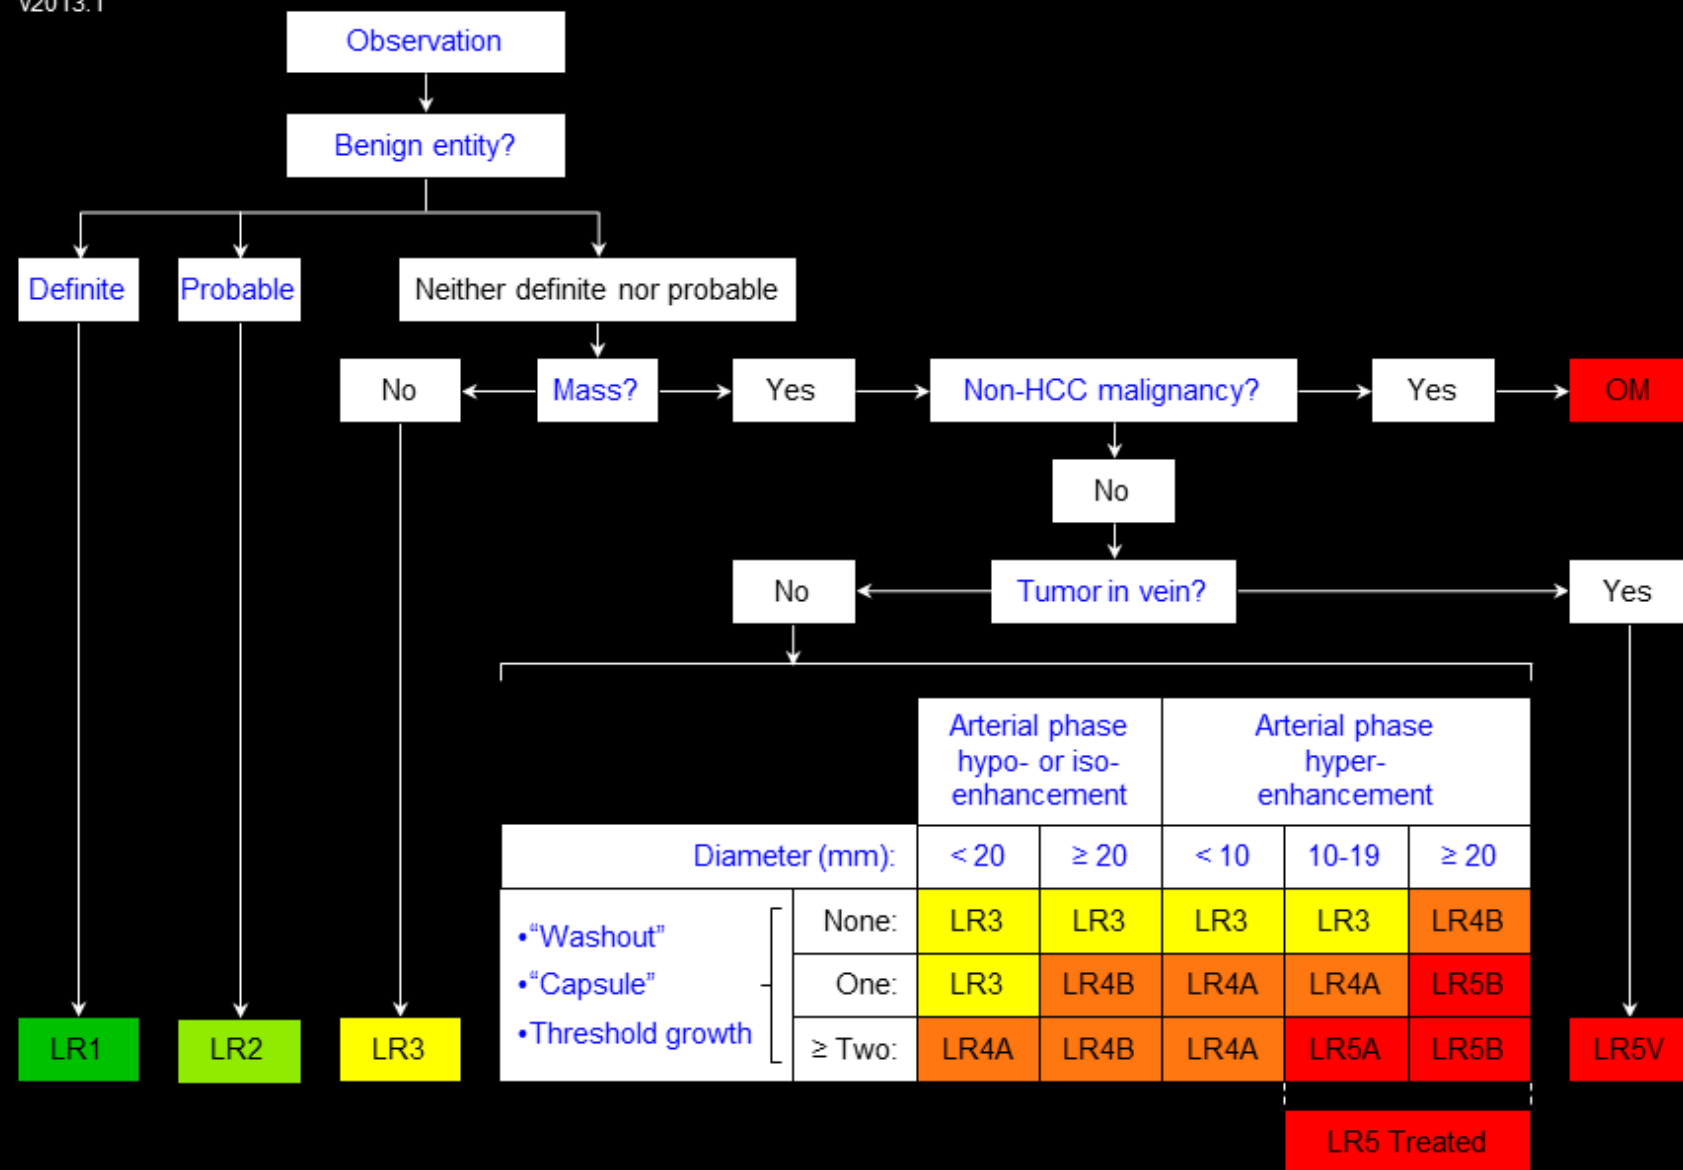 v2013.1
Observation
Benign entity?
Definite
Probable
Neither definite nor probable
No
Mass?
Yes
Non-HCC malignancy?
Yes
OM
No
No
Tumor in vein?
Yes
Arterial phase
hypo- or iso-
enhancement
Arterial phase
hyper-
enhancement
Diameter (mm): < 20 ≥ 20 < 10 10-19 ≥ 20
•“Washout”
•“Capsule”
•Threshold growth
None: LR3 LR3 LR3 LR3 LR4B
One: LR3 LR4B LR4A LR4A LR5B
≥ Two: LR4A LR4B LR4A LR5A LR5B
LR1
LR2
LR3
LR5V
LR5 Treated